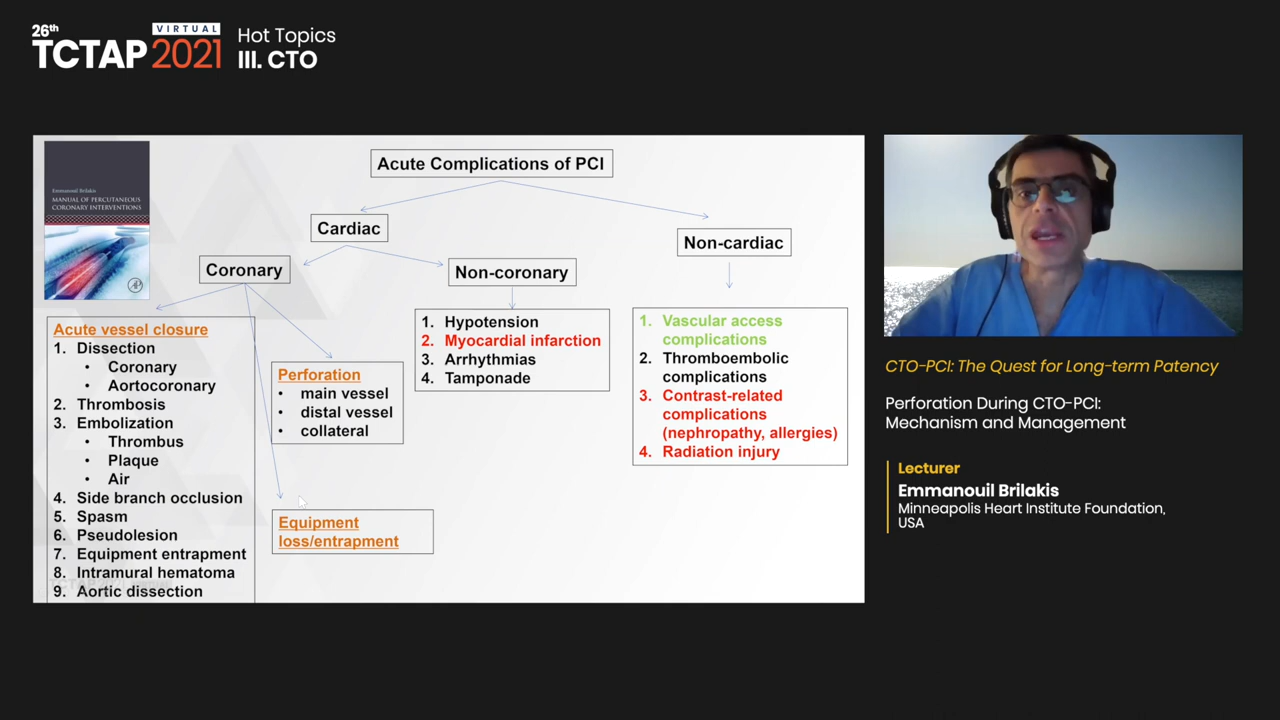 26th
VIRTUAL
TCTAP 2021
Hot Topics
III. CTO
Emmanouil Brilakis
MANUAL OF PERCUTANEOUS
CORONARY INTERVENTIONS
Acute Complications of PCI
Cardiac
Non-cardiac
Coronary
Non-coronary
Acute vessel closure
1. Dissection
• Coronary
• Aortocoronary
2. Thrombosis
3. Embolization
• Thrombus
• Plaque
• Air
4. Side branch occlusion
5. Spasm
6. Pseudolesion
7. Equipment entrapment
8. Intramural hematoma
9. Aortic dissection
Perforation
• main vessel
• distal vessel
• collateral
Equipment
loss/entrapment
1. Hypotension
2. Myocardial infarction
3. Arrhythmias
4. Tamponade
1. Vascular access
complications
2. Thromboembolic
complications
3. Contrast-related
complications
(nephropathy, allergies)
4. Radiation injury
CTO-PCI: The Quest for Long-term Patency
Perforation During CTO-PCI:
Mechanism and Management
Lecturer
Emmanouil Brilakis
Minneapolis Heart Institute Foundation,
USA